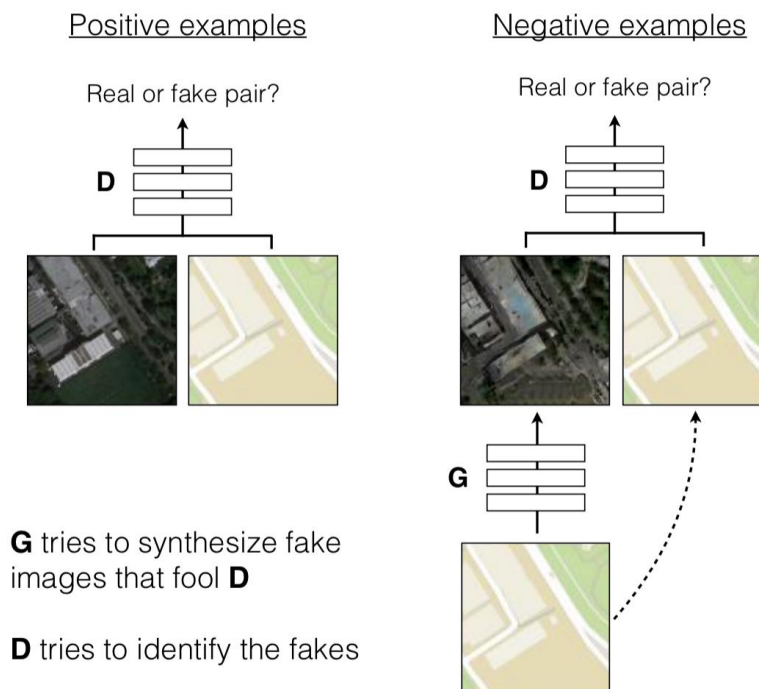 Positive examples
Real or fake pair?
D
G tries to synthesize fake
images that fool D
D tries to identify the fakes
Negative examples
Real or fake pair?
D
G